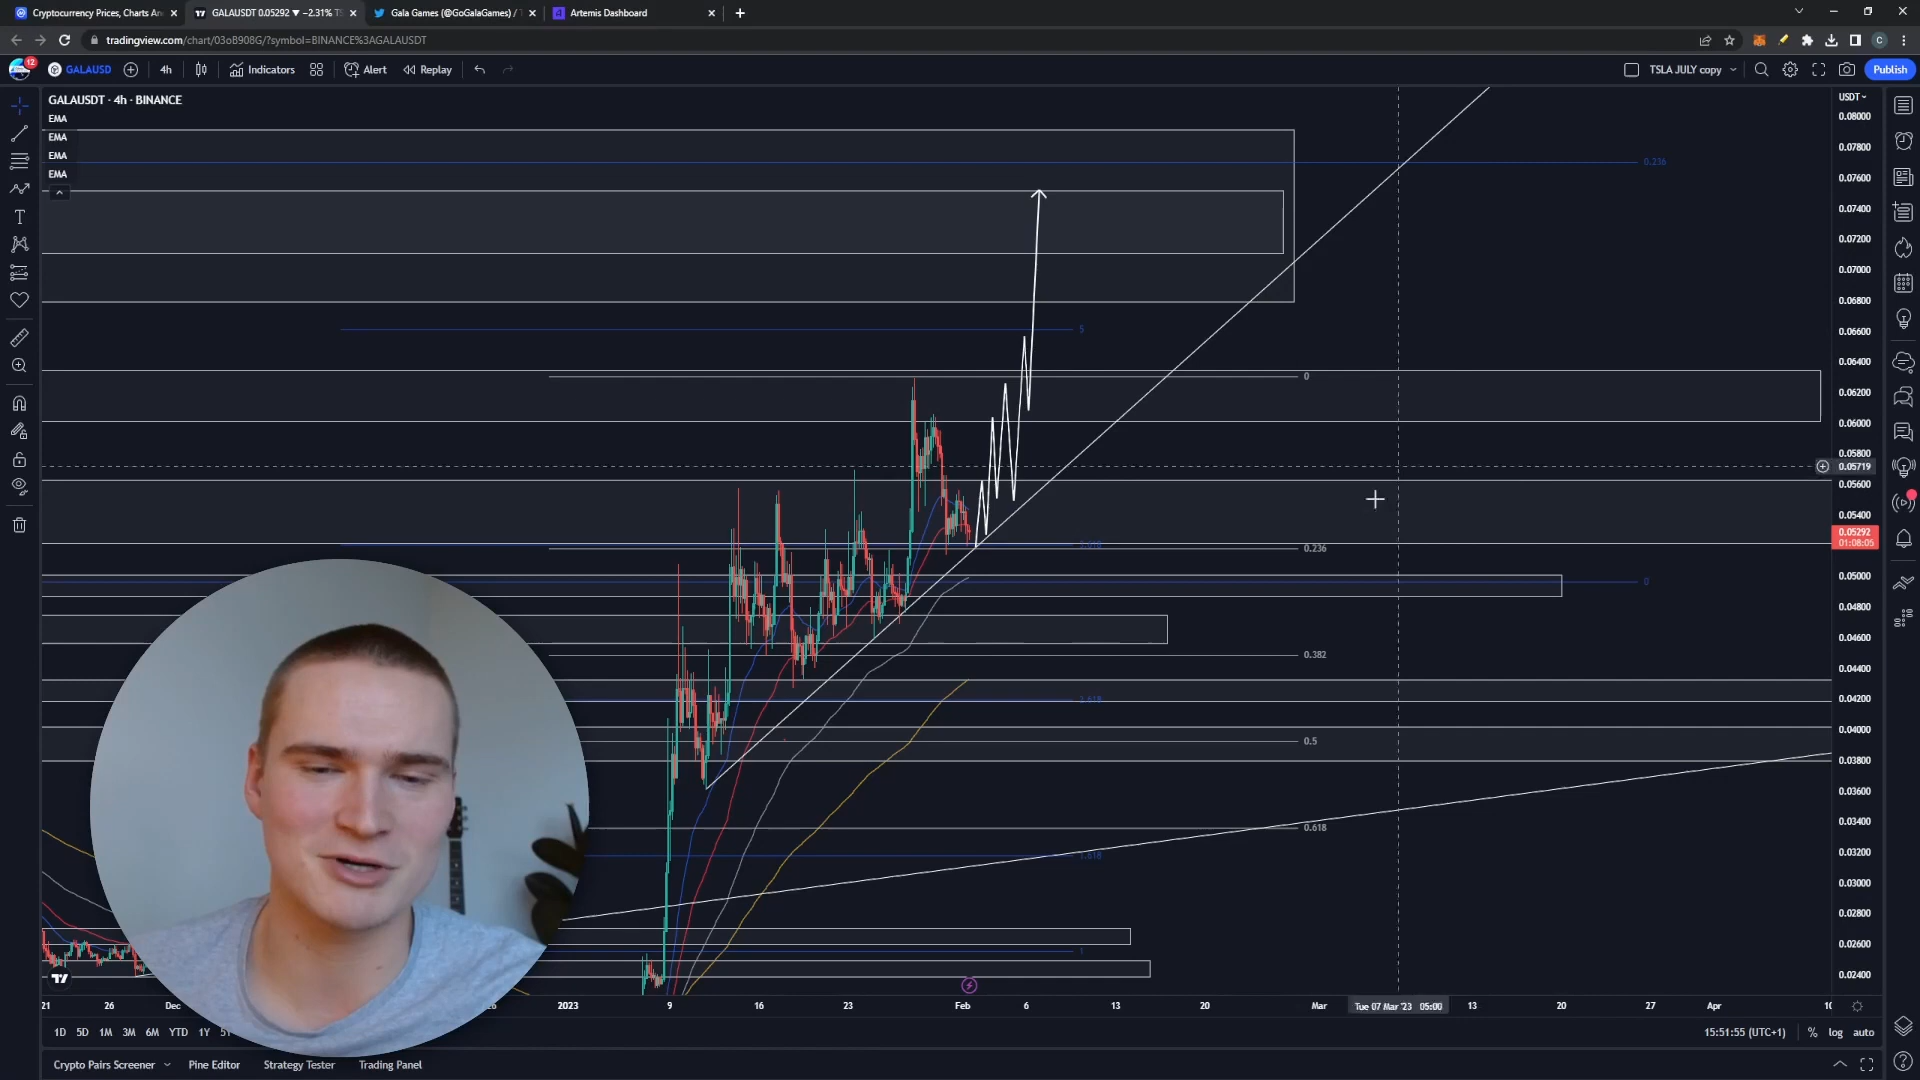 Cryptocurrency Prices, Charts An
GALAUSDT 0.05292 ▼ −2.31%
Gala Games (@GoGalaGames) /
Artemis Dashboard
tradingview.com/chart/03oB908G/?symbol=BINANCE%3AGALAUSDT
12
GALAUSD
4h
Indicators
Alert
Replay
TSLA JULY copy
Publish
GALAUSDT · 4h · BINANCE
EMA
EMA
EMA
EMA
USDT
0.08000
0.07800
0.07600
0.07400
0.07200
0.07000
0.06800
0.06600
0.06400
0.06200
0.06000
0.05800
0.05719
0.05600
0.05400
0.05292
01:08:05
0.05000
0.04800
0.04600
0.04400
0.04200
0.04000
0.03800
0.03600
0.03400
0.03200
0.03000
0.02800
0.02600
0.02400
0.236
5
0
0.236
0
0.382
0.5
0.618
1
21
26
Dec
2023
9
16
23
Feb
6
13
20
Mar
Tue 07 Mar '23 05:00
13
20
27
Apr
1D 5D 1M 3M 6M YTD 1Y
15:51:55 (UTC+1)
%
log
auto
Crypto Pairs Screener
Pine Editor
Strategy Tester
Trading Panel